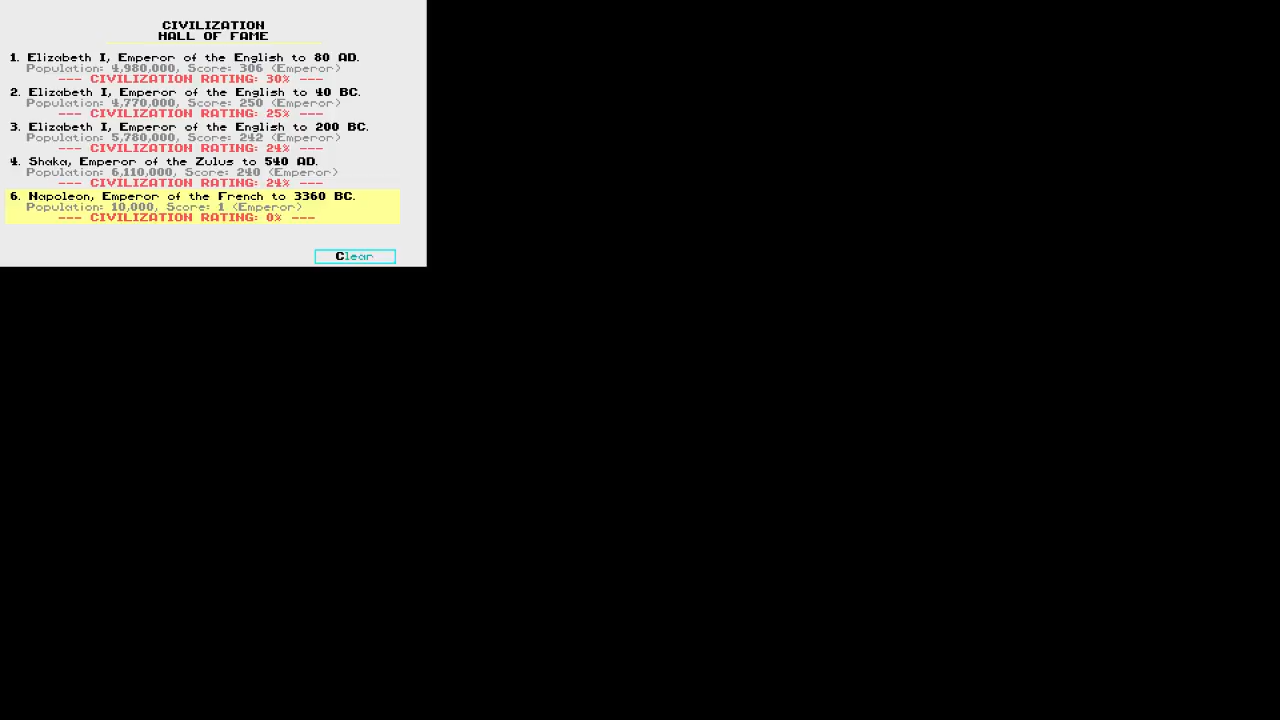 CIVILIZATION
HALL OF FAME
1. Elizabeth I, Emperor of the English to 80 AD.
Population: 4,980,000, Score: 306 (Emperor)
--- CIVILIZATION RATING: 30% ---
2. Elizabeth I, Emperor of the English to 40 BC.
Population: 4,770,000, Score: 250 (Emperor)
--- CIVILIZATION RATING: 25% ---
3. Elizabeth I, Emperor of the English to 200 BC.
Population: 5,780,000, Score: 242 (Emperor)
--- CIVILIZATION RATING: 24% ---
4. Shaka, Emperor of the Zulus to 540 AD.
Population: 6,110,000, Score: 240 (Emperor)
--- CIVILIZATION RATING: 24% ---
6. Napoleon, Emperor of the French to 3360 BC.
Population: 10,000, Score: 1 (Emperor)
--- CIVILIZATION RATING: 0% ---
Clear